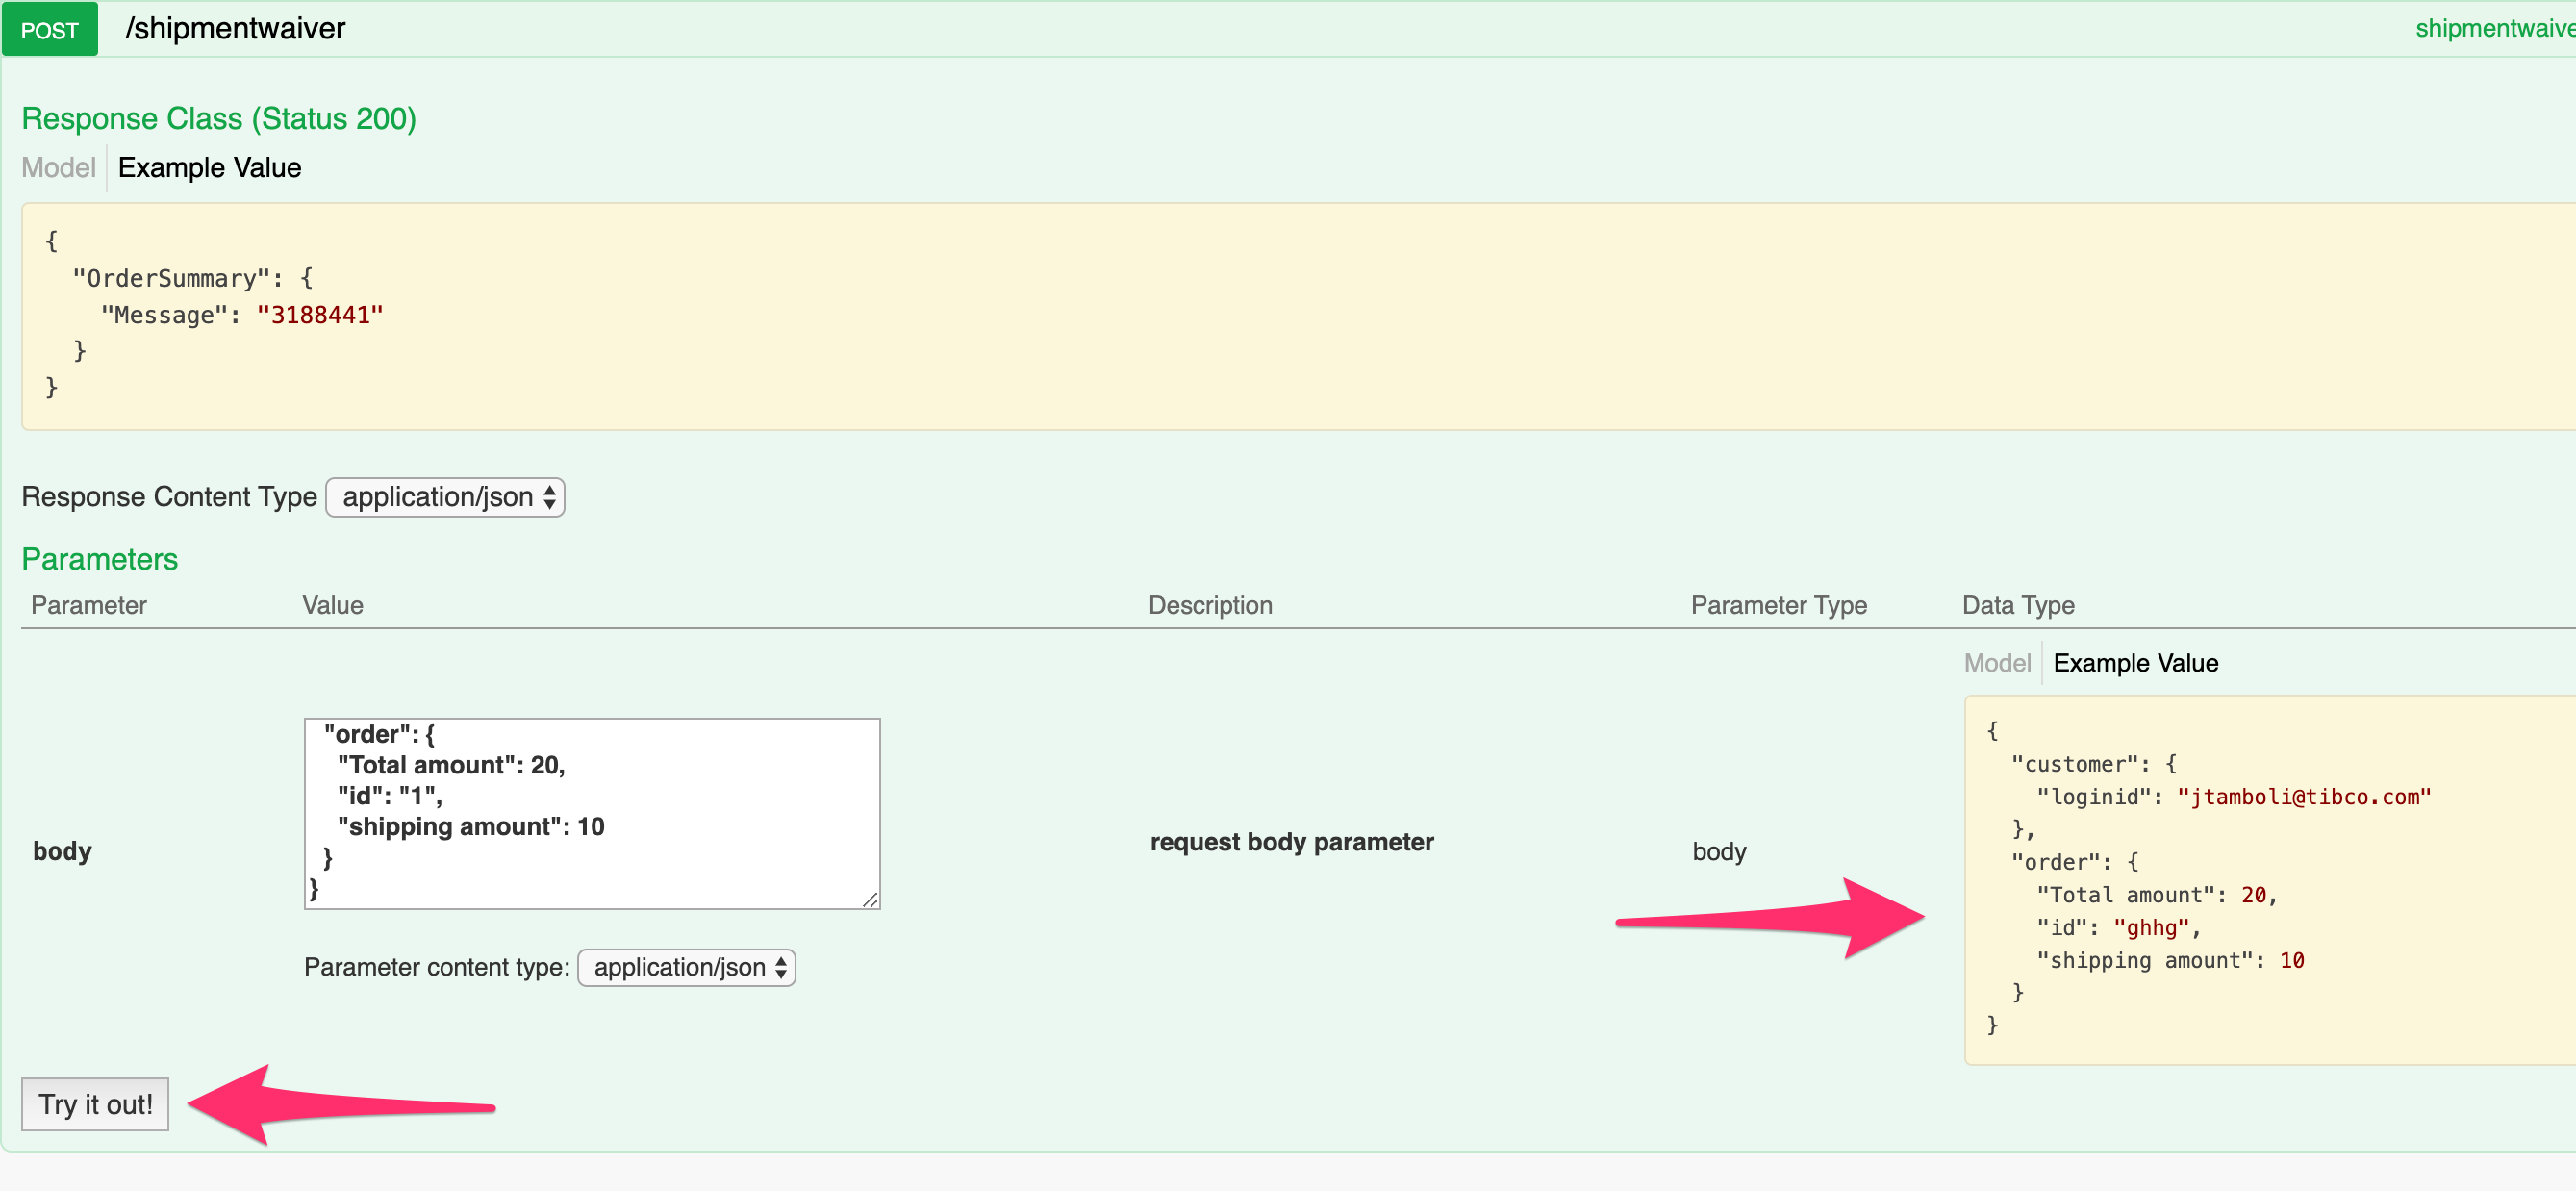 POST /shipmentwaiver shipmentwaive
Response Class (Status 200)
Model Example Value
{
"OrderSummary": {
"Message": "3188441"
}
}
Response Content Type application/json
Parameters
Parameter Value Description Parameter Type Data Type
Model Example Value
body
"order": {
"Total amount": 20,
"id": "1",
"shipping amount": 10
}
}
Parameter content type: application/json
request body parameter
body
{
"customer": {
"loginid": "jtamboli@tibco.com"
},
"order": {
"Total amount": 20,
"id": "ghhg",
"shipping amount": 10
}
}
Try it out!